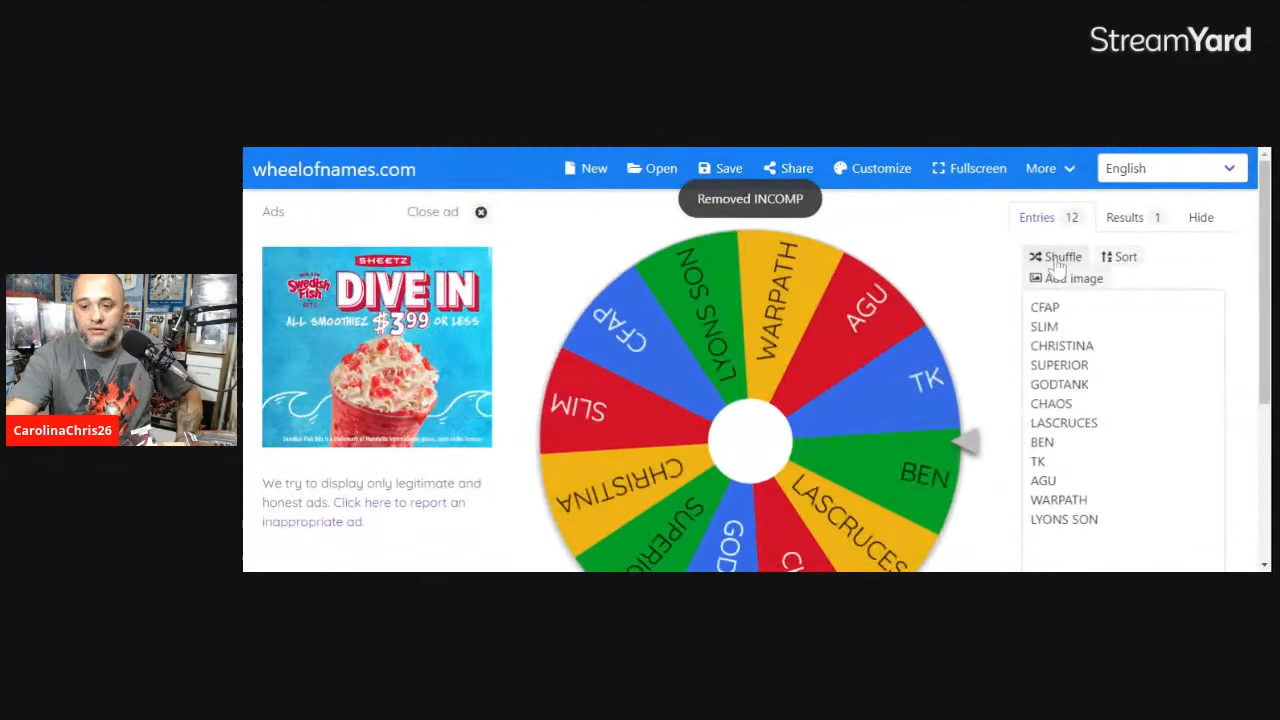 StreamYard
wheelofnames.com
New
Open
Save
Share
Customize
Fullscreen
More
English
Removed INCOMP
Ads
Close ad
Entries 12
Results 1
Hide
Shuffle
Sort
Add image
SHEETZ
Swedish Fish
DIVE IN
ALL SMOOTHIEZ $3.99 OR LESS
We try to display only legitimate and
honest ads. Click here to report an
inappropriate ad.
LYONS SON
WARPATH
AGU
TK
BEN
LASCRUCES
CH
GOD
SUPERIO
CHRISTINA
SLIM
CFAP
CFAP
SLIM
CHRISTINA
SUPERIOR
GODTANK
CHAOS
LASCRUCES
BEN
TK
AGU
WARPATH
LYONS SON
CarolinaChris26